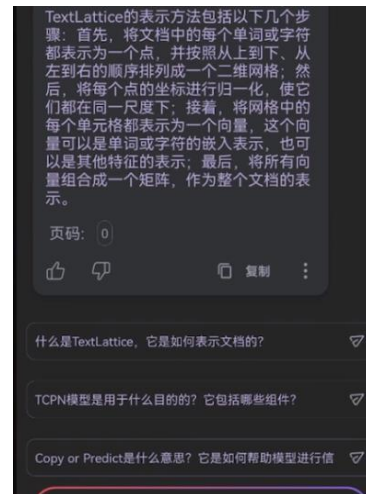 TextLattice的表示方法包括以下几个步
骤：首先，将文档中的每个单词或字符
都表示为一个点，并按照从上到下、从
左到右的顺序排列成一个二维网格；然
后，将每个点的坐标进行归一化，使它
们都在同一尺度下；接着，将网格中的
每个单元格都表示为一个向量，这个向
量可以是单词或字符的嵌入表示，也可
以是其他特征的表示；最后，将所有向
量组合成一个矩阵，作为整个文档的表
示。
页码： 0
复制
什么是TextLattice，它是如何表示文档的？
TCPN模型是用于什么目的的？它包括哪些组件？
Copy or Predict是什么意思？它是如何帮助模型进行信